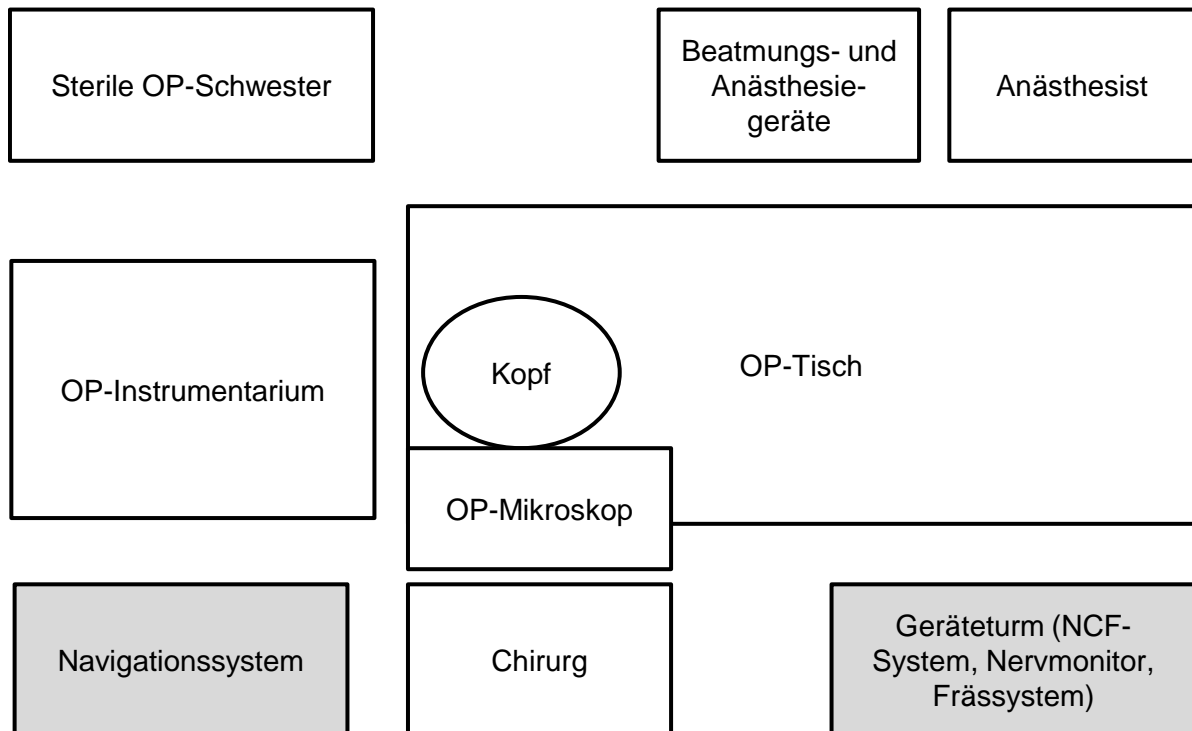 Sterile OP-Schwester
Beatmungs- und
Anästhesie-
geräte
Anästhesist
OP-Instrumentarium
Kopf
OP-Tisch
OP-Mikroskop
Navigationssystem
Chirurg
Geräteturm (NCF-
System, Nervmonitor,
Frässystem)